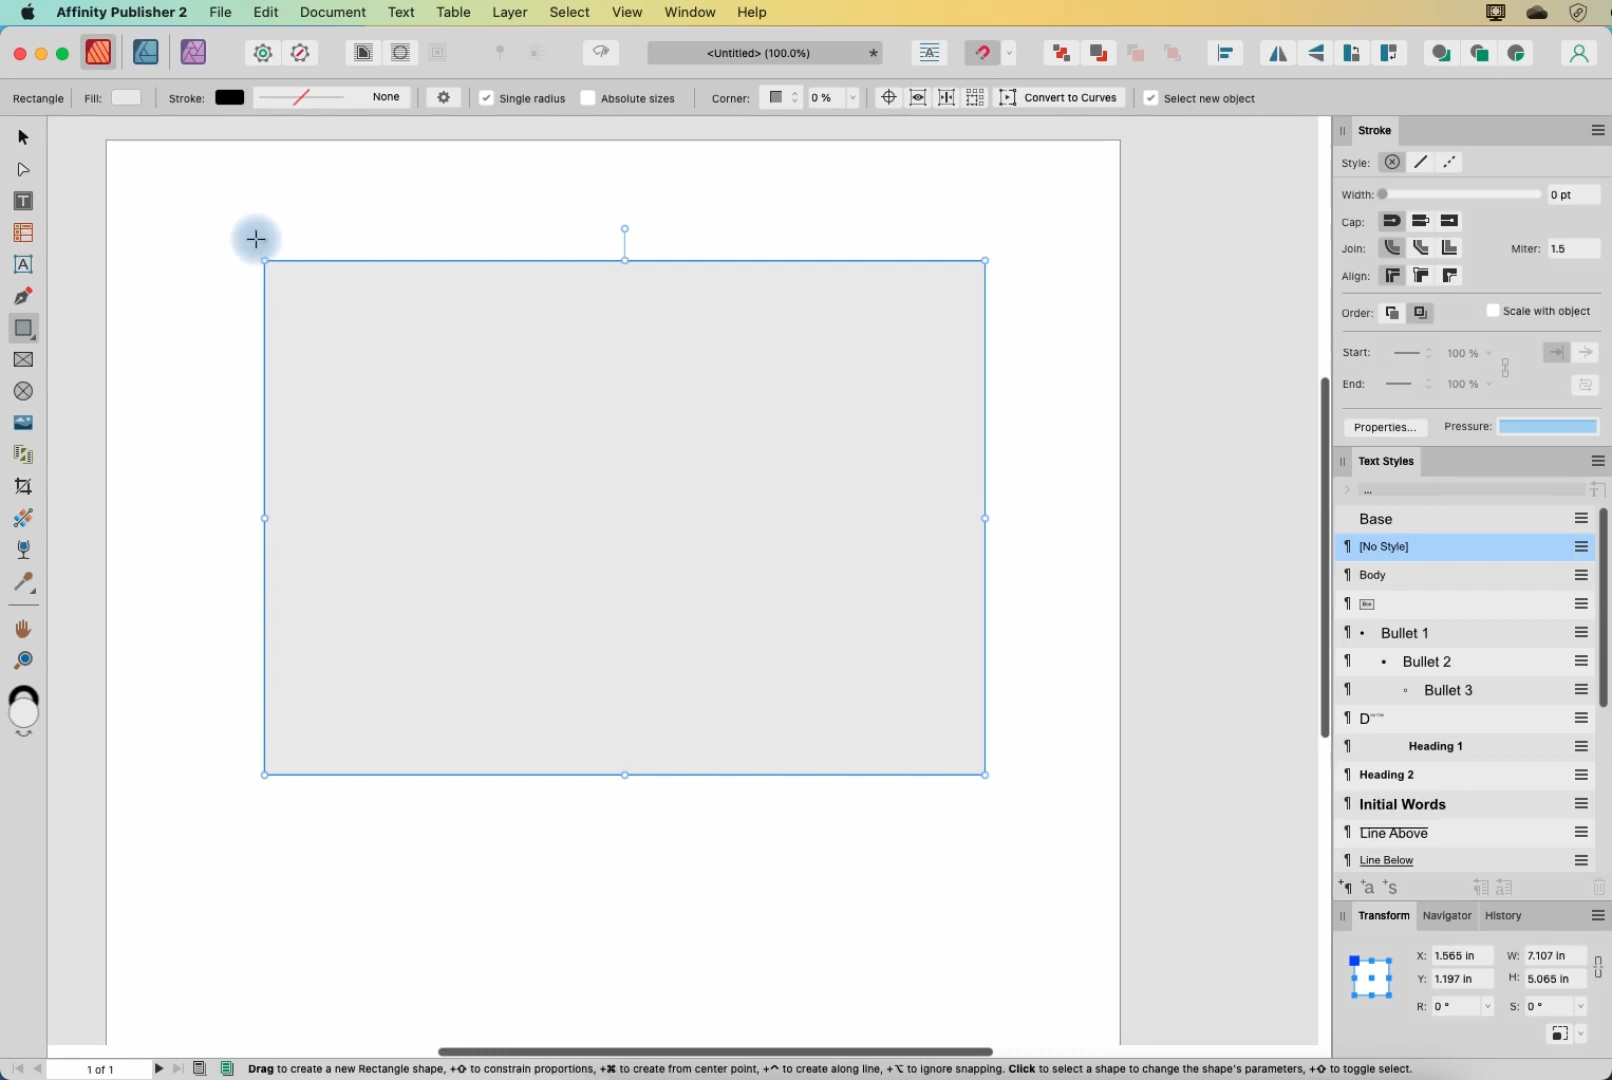 Affinity Publisher 2 File Edit Document Text Table Layer Select View Window Help
<Untitled> (100.0%) *
Rectangle Fill: Stroke: None Single radius Absolute sizes Corner: 0 % Convert to Curves Select new object
Stroke
Style:
Width: 0 pt
Cap:
Join: Miter: 1.5
Align:
Order: Scale with object
Start: 100 %
End: 100 %
Properties... Pressure:
Text Styles
...
Base
¶ [No Style]
¶ Body
¶
¶ • Bullet 1
¶ ▪ Bullet 2
¶ ◦ Bullet 3
¶ D
¶ Heading 1
¶ Heading 2
¶ Initial Words
¶ Line Above
¶ Line Below
+¶ +a +s
Transform Navigator History
X: 1.565 in W: 7.107 in
Y: 1.197 in H: 5.065 in
R: 0 ° S: 0 °
1 of 1 Drag to create a new Rectangle shape, +⇧ to constrain proportions, +⌘ to create from center point, +⌃ to create along line, +⌥ to ignore snapping. Click to select a shape to change the shape's parameters, +⇧ to toggle select.